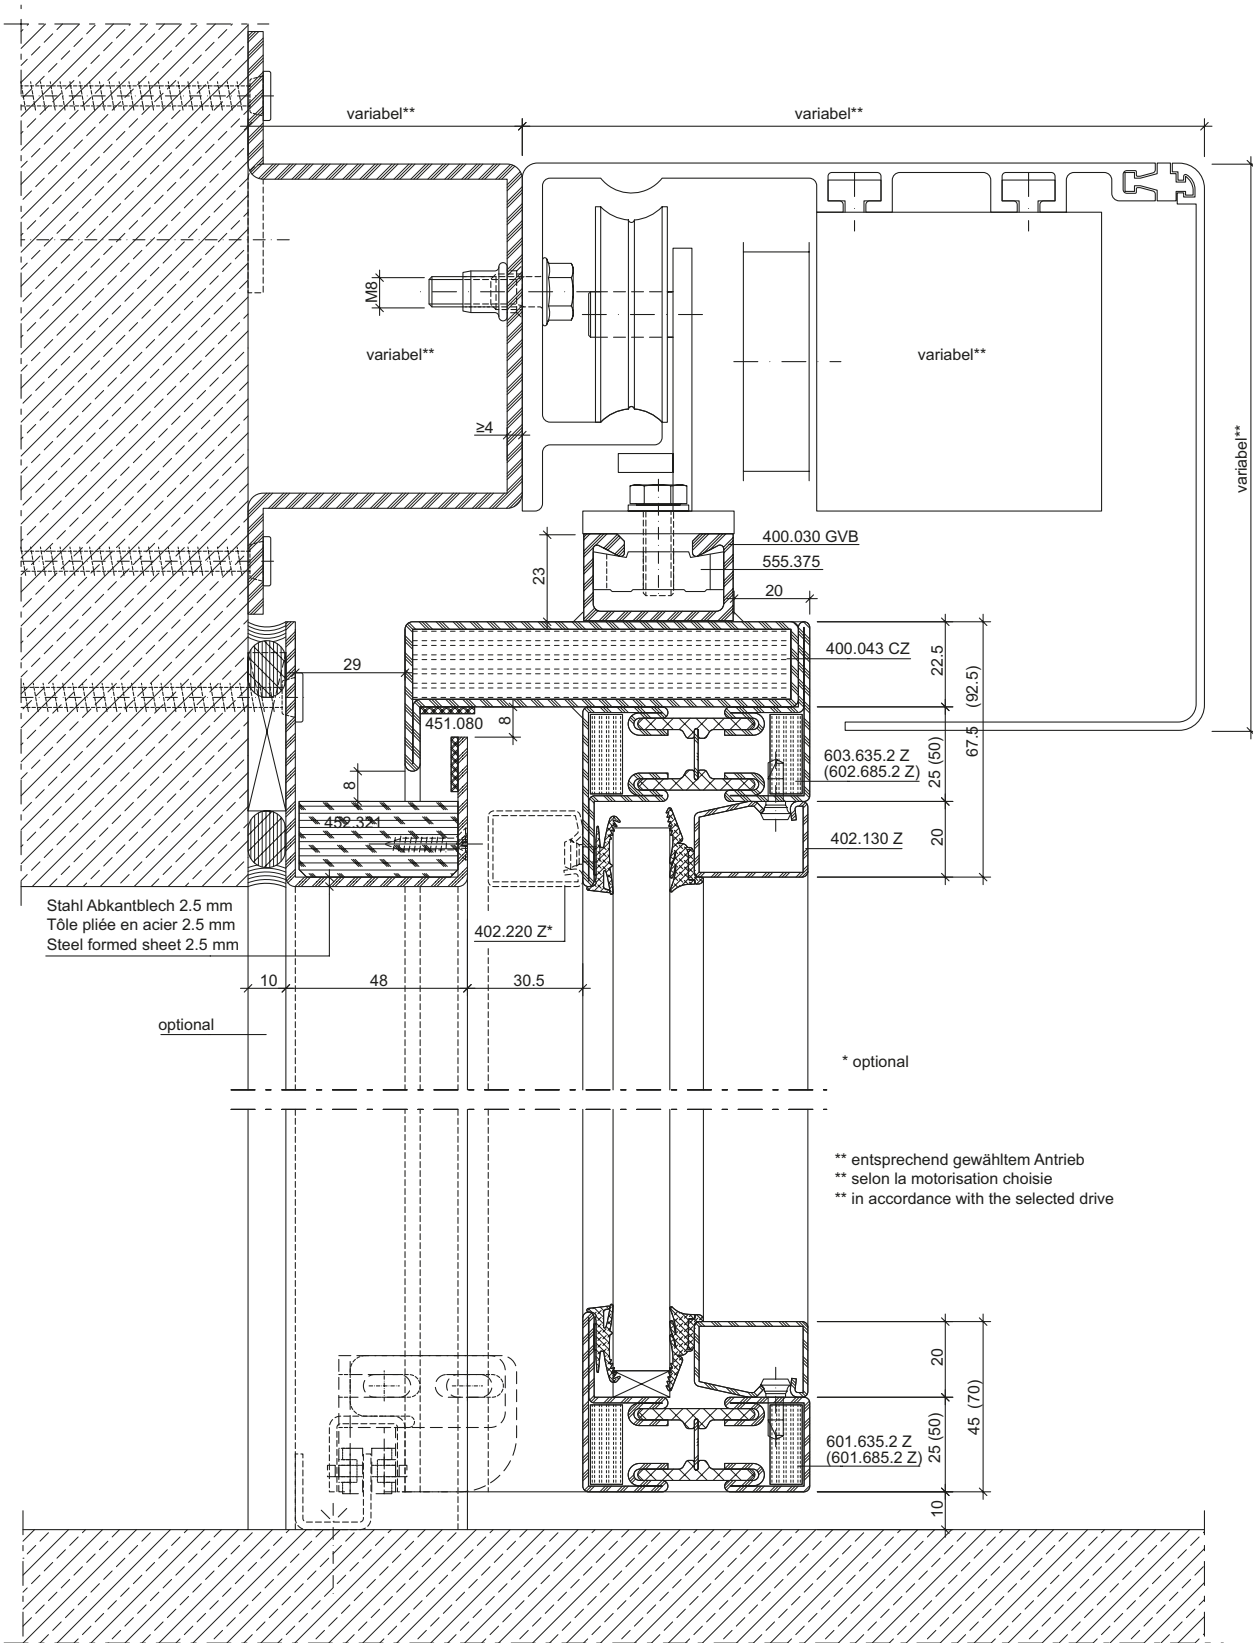 variabel**
variabel**
M8
variabel**
variabel**
variabel**
≥4
400.030 GVB
555.375
23
20
29
400.043 CZ
22.5
(92.5)
451.080
8
67.5
603.635.2 Z
(602.685.2 Z)
25 (50)
8
452.321
402.130 Z
20
Stahl Abkantblech 2.5 mm
Tôle pliée en acier 2.5 mm
Steel formed sheet 2.5 mm
402.220 Z*
10
48
30.5
optional
* optional
** entsprechend gewähltem Antrieb
** selon la motorisation choisie
** in accordance with the selected drive
20
45 (70)
601.635.2 Z
(601.685.2 Z)
25 (50)
10